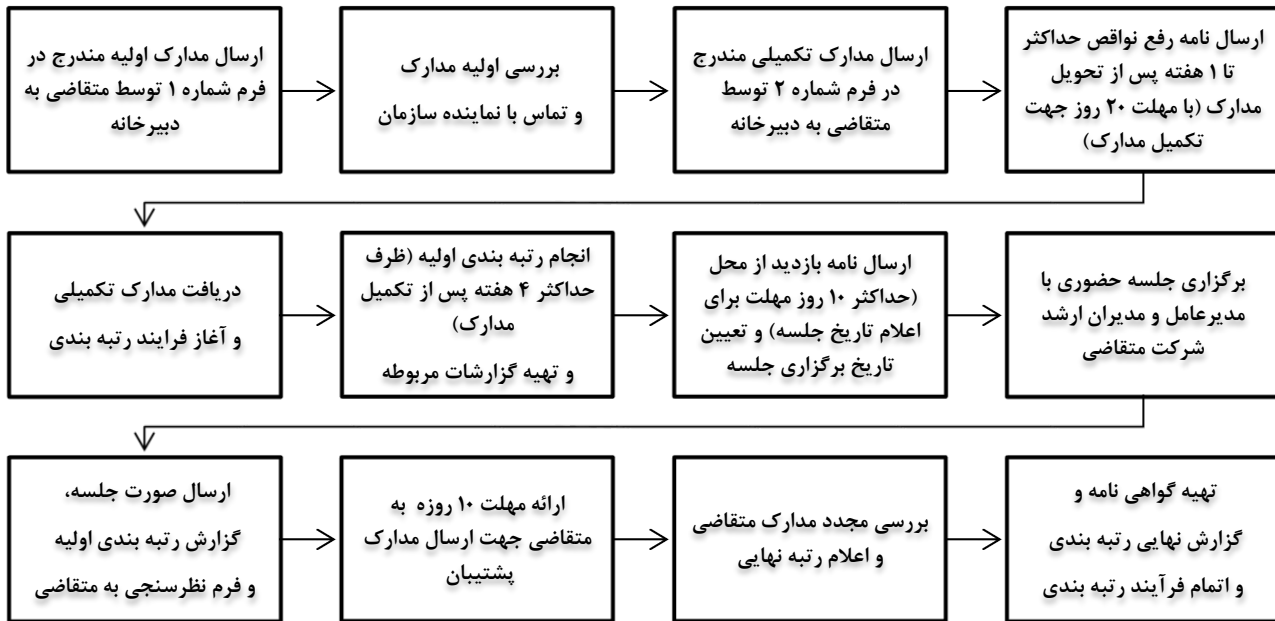 ارسال مدارک اولیه مندرج در
فرم شماره ۱ توسط متقاضی به
دبیرخانه
بررسی اولیه مدارک
و تماس با نماینده سازمان
ارسال مدارک تکمیلی مندرج
در فرم شماره ۲ توسط
متقاضی به دبیرخانه
ارسال نامه رفع نواقص حداکثر
تا ۱ هفته پس از تحویل
مدارک (با مهلت ۲۰ روز جهت
تکمیل مدارک)
دریافت مدارک تکمیلی
و آغاز فرایند رتبه بندی
انجام رتبه بندی اولیه (ظرف
حداکثر ۴ هفته پس از تکمیل
مدارک)
و تهیه گزارشات مربوطه
ارسال نامه بازدید از محل
(حداکثر ۱۰ روز مهلت برای
اعلام تاریخ جلسه) و تعیین
تاریخ برگزاری جلسه
برگزاری جلسه حضوری با
مدیرعامل و مدیران ارشد
شرکت متقاضی
ارسال صورت جلسه،
گزارش رتبه بندی اولیه
و فرم نظرسنجی به متقاضی
ارائه مهلت ۱۰ روزه به
متقاضی جهت ارسال مدارک
پشتیبان
بررسی مجدد مدارک متقاضی
و اعلام رتبه نهایی
تهیه گواهی نامه و
گزارش نهایی رتبه بندی
و اتمام فرآیند رتبه بندی